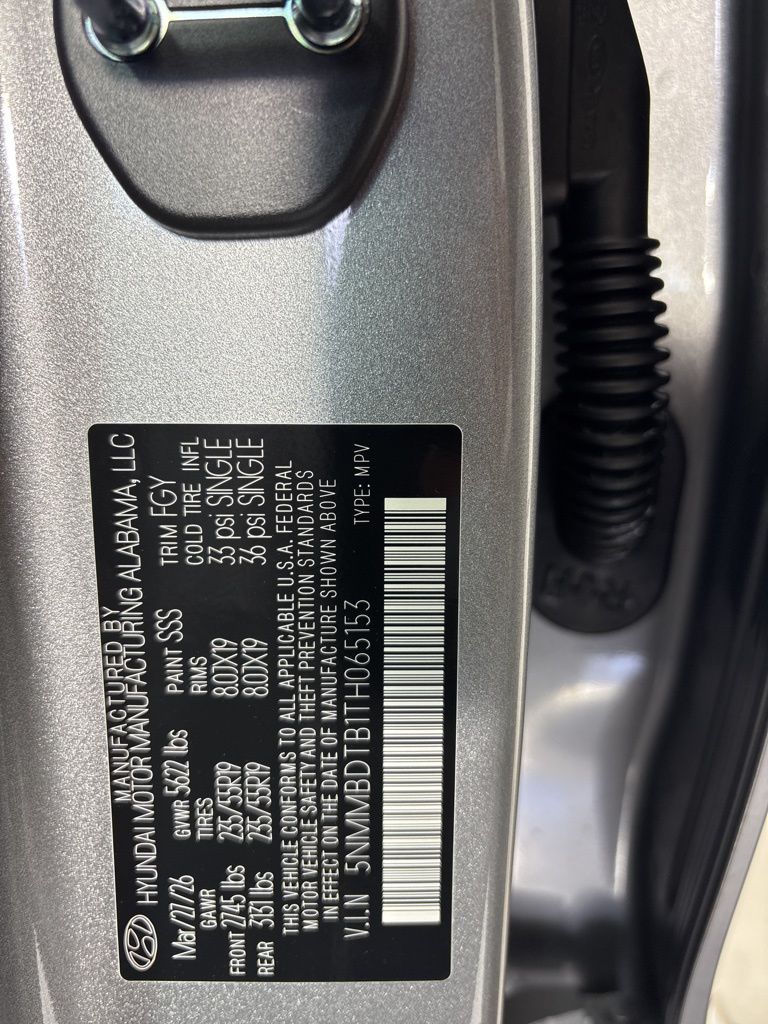 MANUFACTURED BY
HYUNDAI MOTOR MANUFACTURING ALABAMA, LLC
Mar/27/26 GVWR 5622 lbs PAINT SSS TRIM FGY
GAWR TIRES RIMS COLD TIRE INFL
FRONT 2745 lbs 235/55R19 8.0JX19 33 psi SINGLE
REAR 3131 lbs 235/55R19 8.0JX19 36 psi SINGLE
THIS VEHICLE CONFORMS TO ALL APPLICABLE U.S.A. FEDERAL
MOTOR VEHICLE SAFETY AND THEFT PREVENTION STANDARDS
IN EFFECT ON THE DATE OF MANUFACTURE SHOWN ABOVE
V.I.N 5NMMBDTB1TH065153 TYPE: MPV